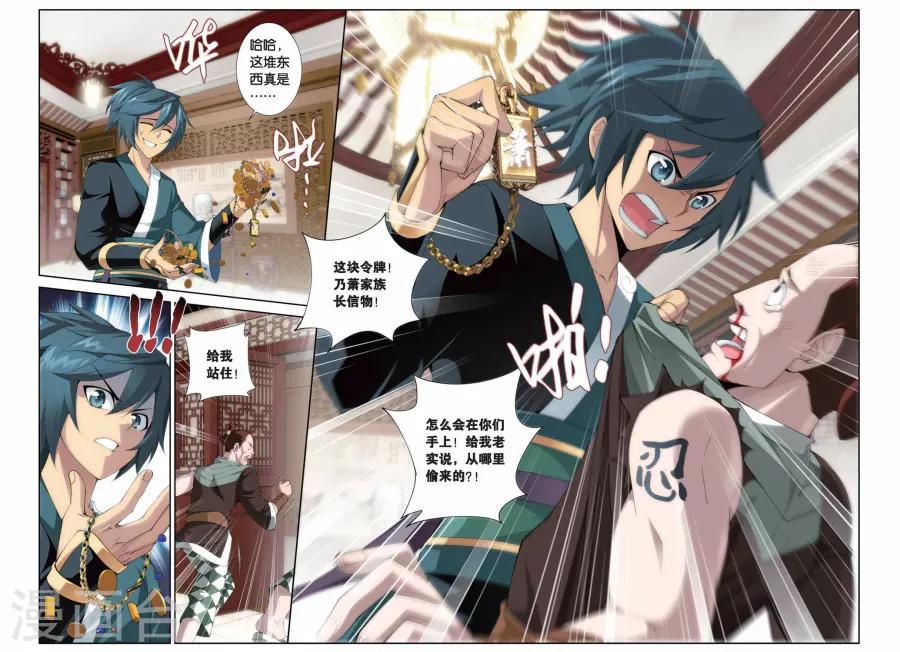 哈哈，
这堆东
西真是
……
哗
啦
…
!!!
给我
站住！
萧
这块令牌！
乃萧家族
长信物！
啪！
怎么会在你们
手上！给我老
实说，从哪里
偷来的？！
忍
漫画台